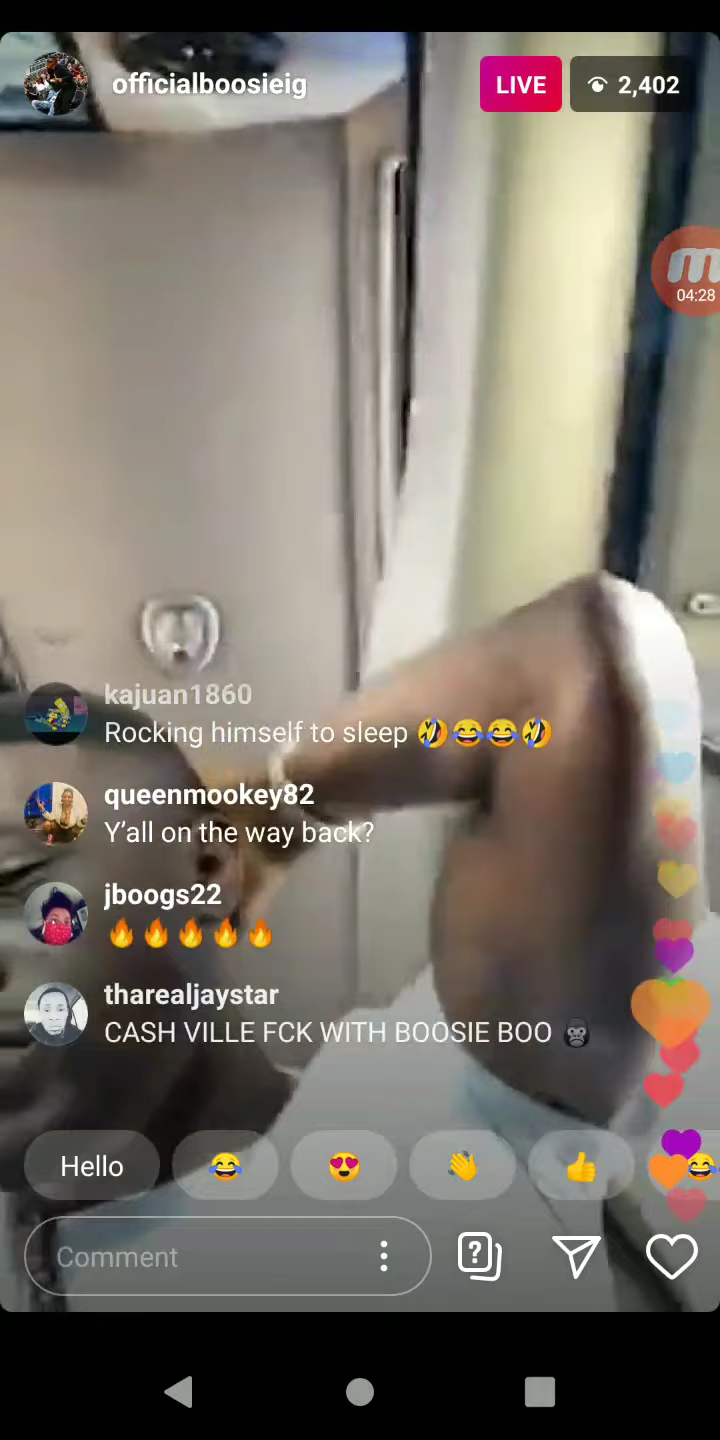 officialboosieig
LIVE
2,402
04:28
kajuan1860
Rocking himself to sleep 🤣😂😂🤣
queenmookey82
Y’all on the way back?
jboogs22
🔥🔥🔥🔥🔥
tharealjaystar
CASH VILLE FCK WITH BOOSIE BOO 🦍
Hello 😂 😍 👋 👍 😂
Comment